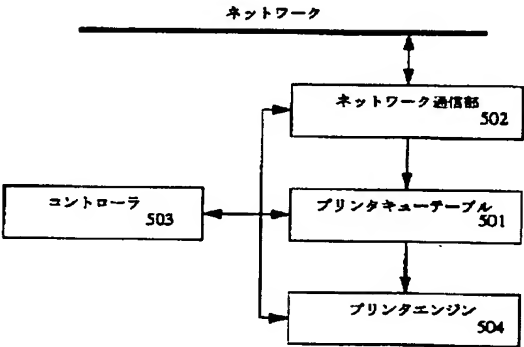 ネットワーク
ネットワーク通信部
502
コントローラ
503
プリンタキューテーブル
501
プリンタエンジン
504